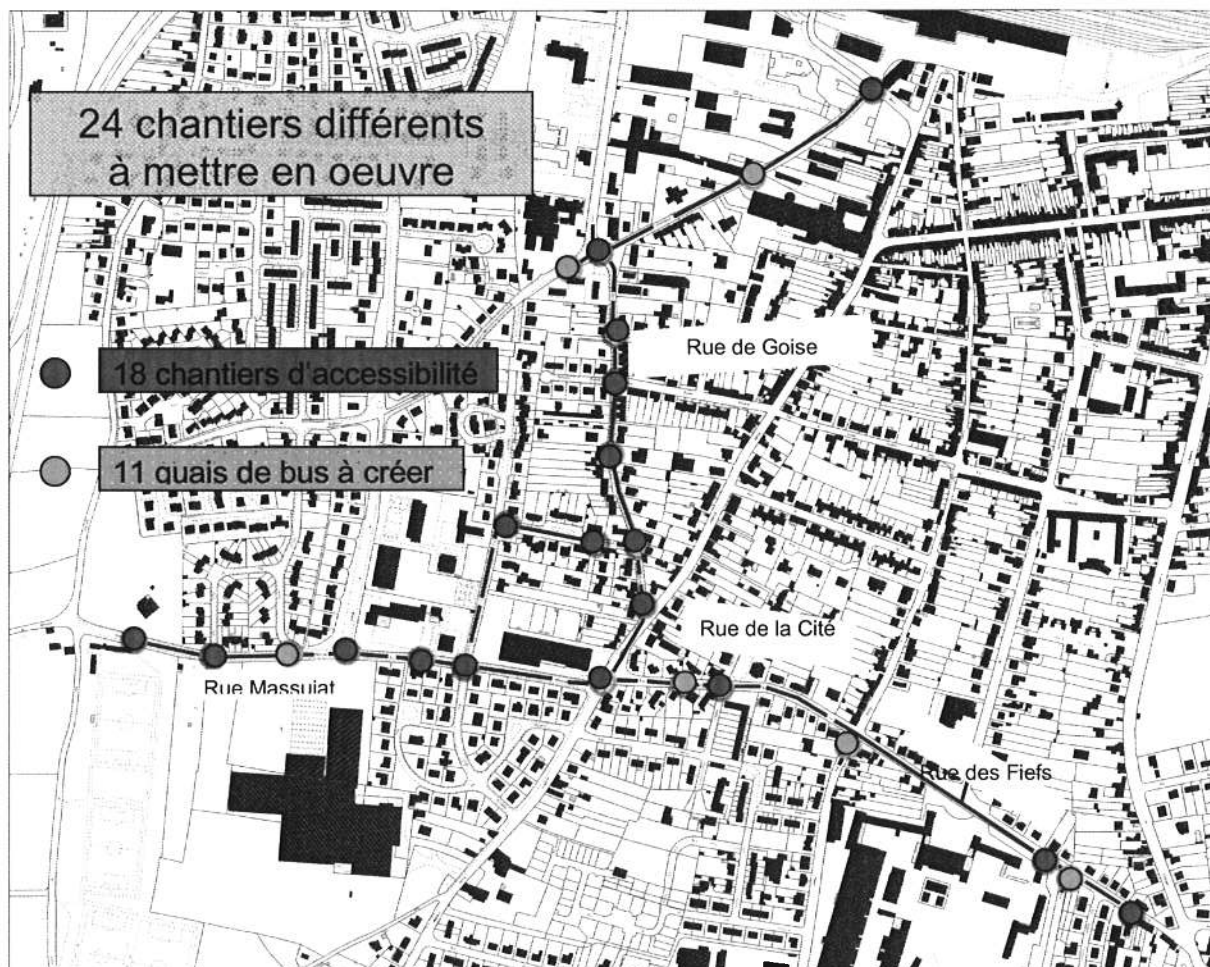 24 chantiers différents
à mettre en oeuvre
Rue de Goise
18 chantiers d'accessibilité
11 quais de bus à créer
Rue de la Cité
Rue Massujat
Rue des Fiefs